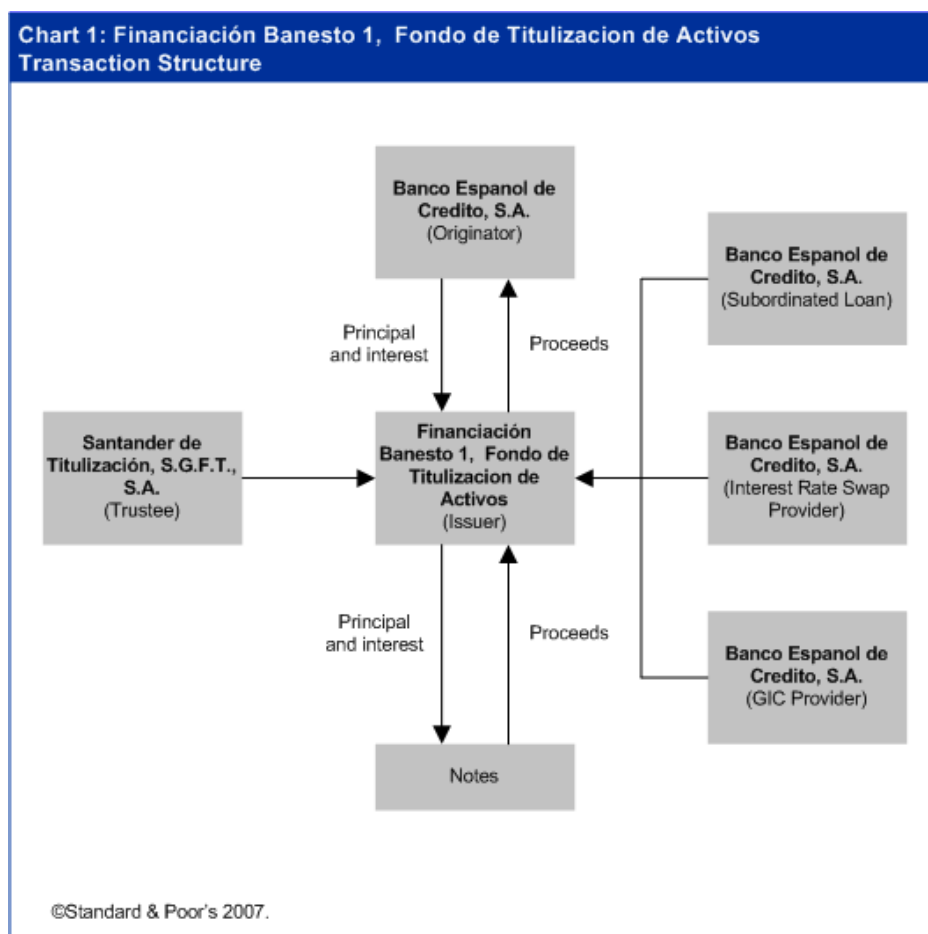 Chart 1: Financiación Banesto 1, Fondo de Titulizacion de Activos
Transaction Structure
Banco Espanol de
Credito, S.A.
(Originator)
Banco Espanol de
Credito, S.A.
(Subordinated Loan)
Principal
and interest
Proceeds
Santander de
Titulización, S.G.F.T.,
S.A.
(Trustee)
Financiación
Banesto 1, Fondo de
Titulizacion de
Activos
(Issuer)
Banco Espanol de
Credito, S.A.
(Interest Rate Swap
Provider)
Principal
and interest
Proceeds
Banco Espanol de
Credito, S.A.
(GIC Provider)
Notes
©Standard & Poor's 2007.